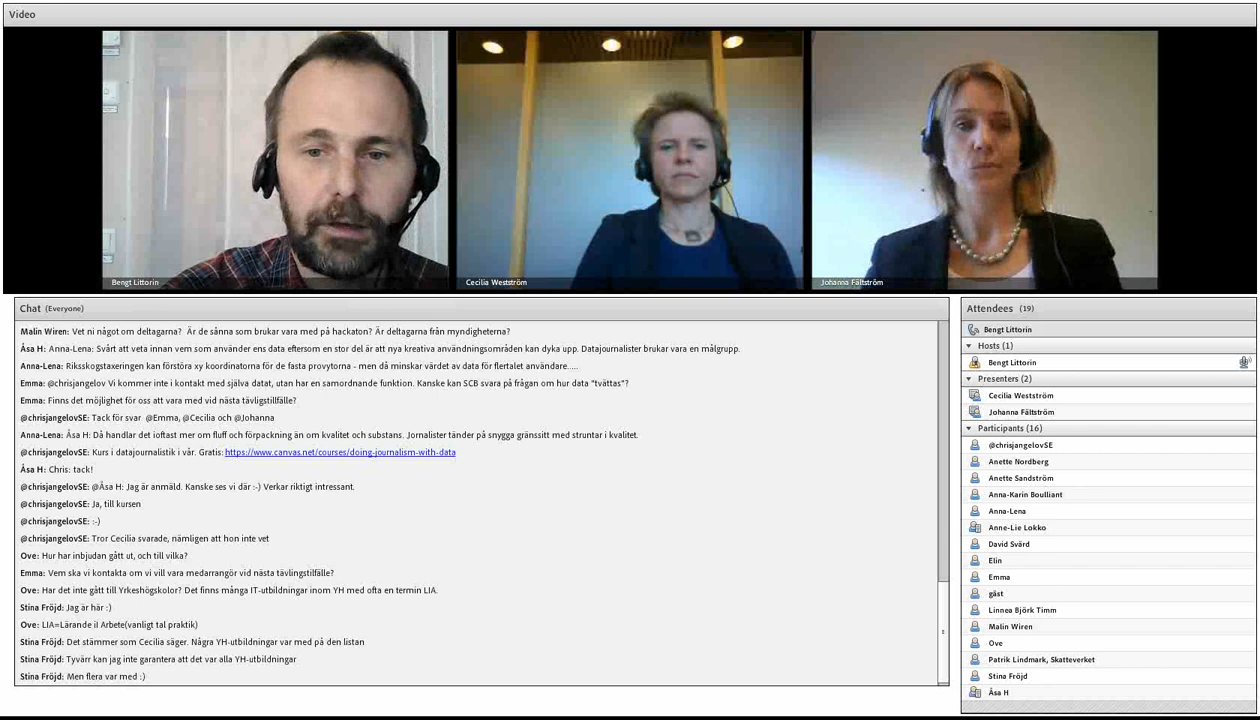 Video
Bengt Littorin
Cecilia Westström
Johanna Fältström
Chat (Everyone)
Malin Wiren: Vet ni något om deltagarna? Är de sånna som brukar vara med på hackaton? Är deltagarna från myndigheterna?
Åsa H: Anna-Lena: Svårt att veta innan vem som använder ens data eftersom en stor del är att nya kreativa användningsområden kan dyka upp. Datajournalister brukar vara en målgrupp.
Anna-Lena: Riksskogstaxeringen kan förstöra xy koordinatorna för de fasta provytorna - men då minskar värdet av data för flertalet användare.....
Emma: @chrisjangelov Vi kommer inte i kontakt med själva datat, utan har en samordnande funktion. Kanske kan SCB svara på frågan om hur data "tvättas"?
Emma: Finns det möjlighet för oss att vara med vid nästa tävligstillfälle?
@chrisjangelovSE: Tack för svar @Emma, @Cecilia och @Johanna
Anna-Lena: Åsa H: Då handlar det ioftast mer om fluff och förpackning än om kvalitet och substans. Jornalister tänder på snygga gränssitt med struntar i kvalitet.
@chrisjangelovSE: Kurs i datajournalistik i vår. Gratis: https://www.canvas.net/courses/doing-journalism-with-data
Åsa H: Chris: tack!
@chrisjangelovSE: @Åsa H: Jag är anmäld. Kanske ses vi där :-) Verkar riktigt intressant.
@chrisjangelovSE: Ja, till kursen
@chrisjangelovSE: :-)
@chrisjangelovSE: Tror Cecilia svarade, nämligen att hon inte vet
Ove: Hur har inbjudan gått ut, och till vilka?
Emma: Vem ska vi kontakta om vi vill vara medarrangör vid nästa tävlingstilfälle?
Ove: Har det inte gått till Yrkeshögskolor? Det finns många IT-utbildningar inom YH med ofta en termin LIA.
Stina Fröjd: Jag är här :)
Ove: LIA=Lärande iI Arbete(vanligt tal praktik)
Stina Fröjd: Det stämmer som Cecilia säger. Några YH-utbildningar var med på den listan
Stina Fröjd: Tyvärr kan jag inte garantera att det var alla YH-utbildningar
Stina Fröjd: Men flera var med :)
Attendees (19)
Bengt Littorin
Hosts (1)
Bengt Littorin
Presenters (2)
Cecilia Westström
Johanna Fältström
Participants (16)
@chrisjangelovSE
Anette Nordberg
Anette Sandström
Anna-Karin Boulliant
Anna-Lena
Anne-Lie Lokko
David Svärd
Elin
Emma
gäst
Linnea Björk Timm
Malin Wiren
Ove
Patrik Lindmark, Skatteverket
Stina Fröjd
Åsa H